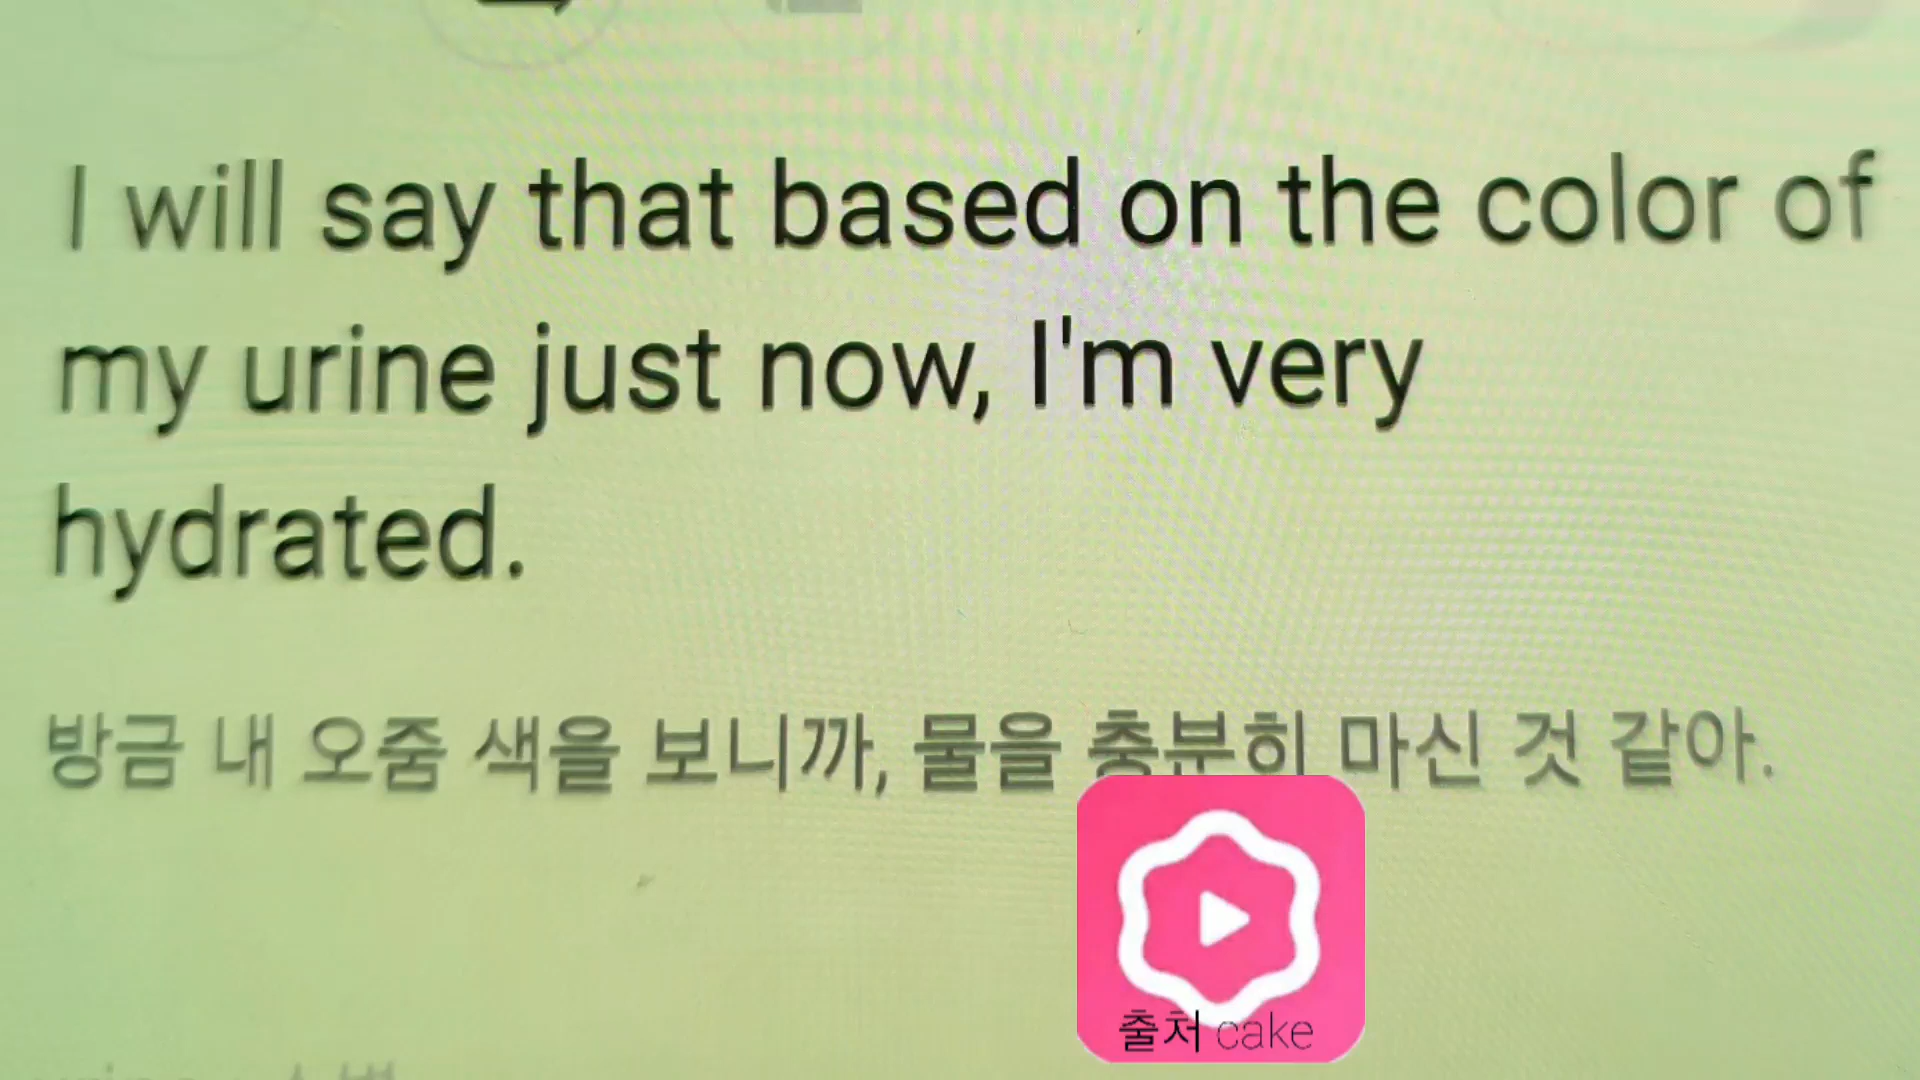 I will say that based on the color of
my urine just now, I'm very
hydrated.
방금 내 오줌 색을 보니까, 물을 충분히 마신 것 같아.
출처 cake